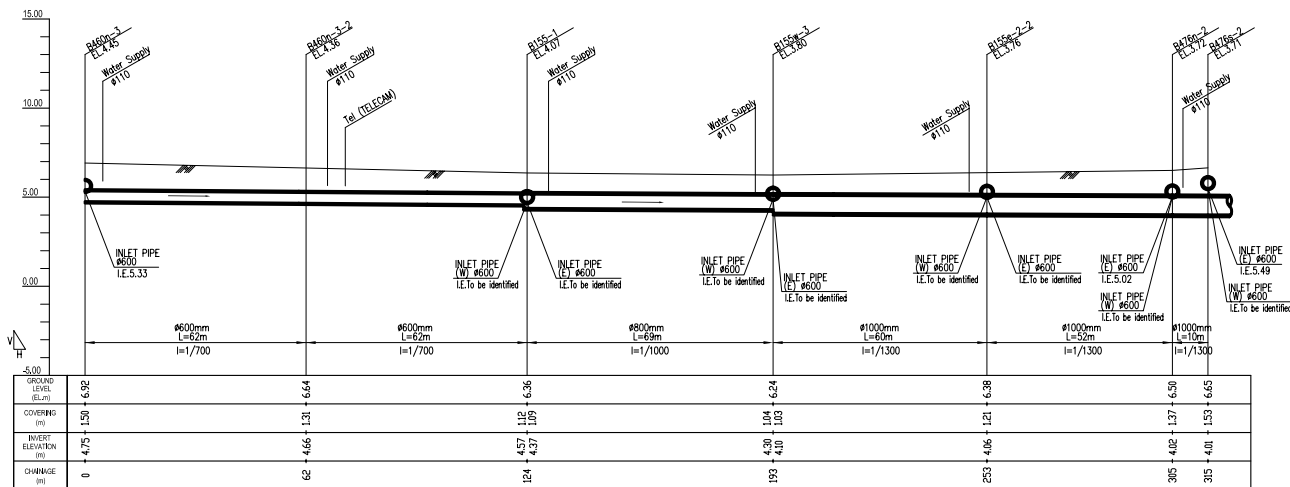 15.00
10.00
5.00
0.00
-5.00
V
H
B460n-3
EL.4.45
Water Supply
ø110
B460n-3-2
EL.4.36
Water Supply
ø110
Tel (TELECAM)
B155-1
EL.4.07
Water Supply
ø110
Water Supply
ø110
B155w-3
EL.3.80
Water Supply
ø110
B155e-2-2
EL.3.76
B476n-2
EL.3.72
Water Supply
ø110
B476s-2
EL.3.71
INLET PIPE
ø600
I.E.5.33
INLET PIPE
(W) ø600
I.E.To be identified
INLET PIPE
(E) ø600
I.E.To be identified
INLET PIPE
(W) ø600
I.E.To be identified
INLET PIPE
(E) ø600
I.E.To be identified
INLET PIPE
(W) ø600
I.E.To be identified
INLET PIPE
(E) ø600
I.E.To be identified
INLET PIPE
(E) ø600
I.E.5.02
INLET PIPE
(W) ø600
I.E.To be identified
INLET PIPE
(E) ø600
I.E.5.49
INLET PIPE
(W) ø600
I.E.To be identified
ø600mm
L=62m
I=1/700
ø600mm
L=62m
I=1/700
ø800mm
L=69m
I=1/1000
ø1000mm
L=60m
I=1/1300
ø1000mm
L=52m
I=1/1300
ø1000mm
L=10m
I=1/1300
GROUND
LEVEL
(EL.m)
6.92
6.64
6.36
6.24
6.38
6.50
6.65
COVERING
(m)
1.50
1.31
1.12
1.09
1.04
1.03
1.21
1.37
1.53
INVERT
ELEVATION
(m)
4.75
4.66
4.57
4.37
4.30
4.10
4.06
4.02
4.01
CHAINAGE
(m)
0
62
124
193
253
305
315